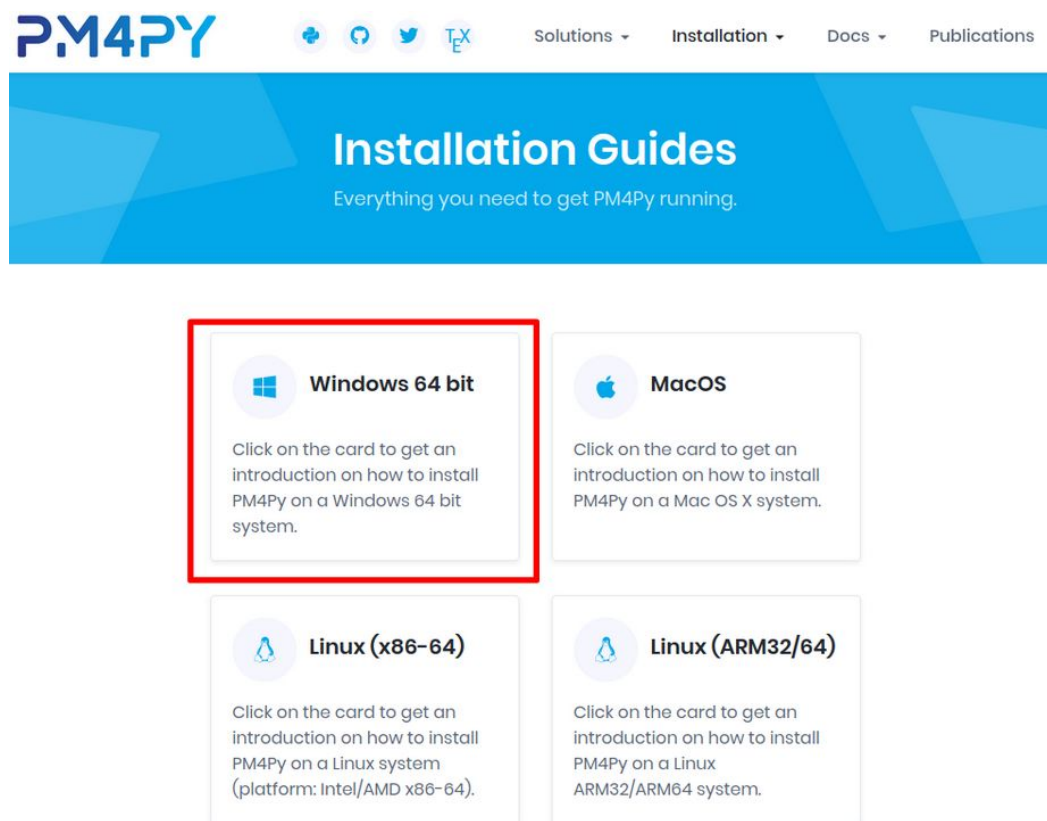 PM4PY
TEX
Solutions
Installation
Docs
Publications
Installation Guides
Everything you need to get PM4Py running.
Windows 64 bit
Click on the card to get an
introduction on how to install
PM4Py on a Windows 64 bit
system.
MacOS
Click on the card to get an
introduction on how to install
PM4Py on a Mac OS X system.
Linux (x86-64)
Click on the card to get an
introduction on how to install
PM4Py on a Linux system
(platform: Intel/AMD x86-64).
Linux (ARM32/64)
Click on the card to get an
introduction on how to install
PM4Py on a Linux
ARM32/ARM64 system.